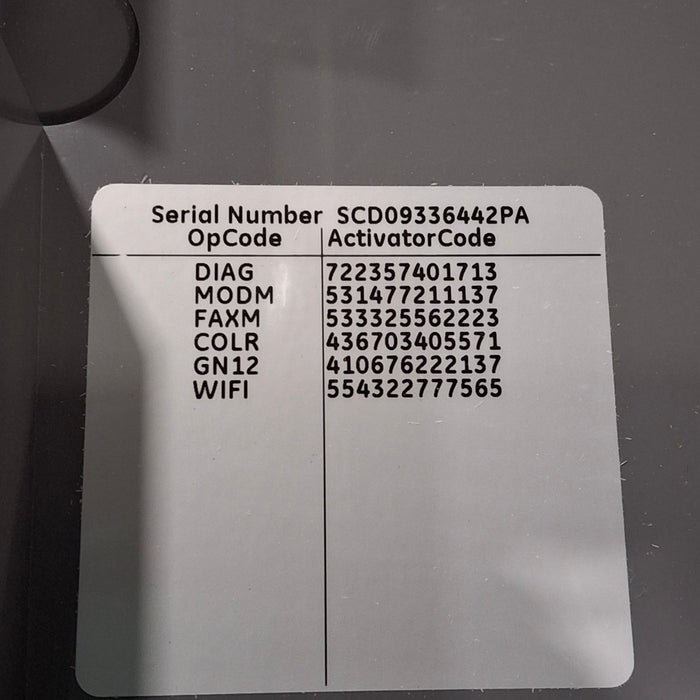 Serial Number SCD09336442PA
OpCode ActivatorCode
DIAG 722357401713
MODM 531477211137
FAXM 533325562223
COLR 436703405571
GN12 410676222137
WIFI 554322777565